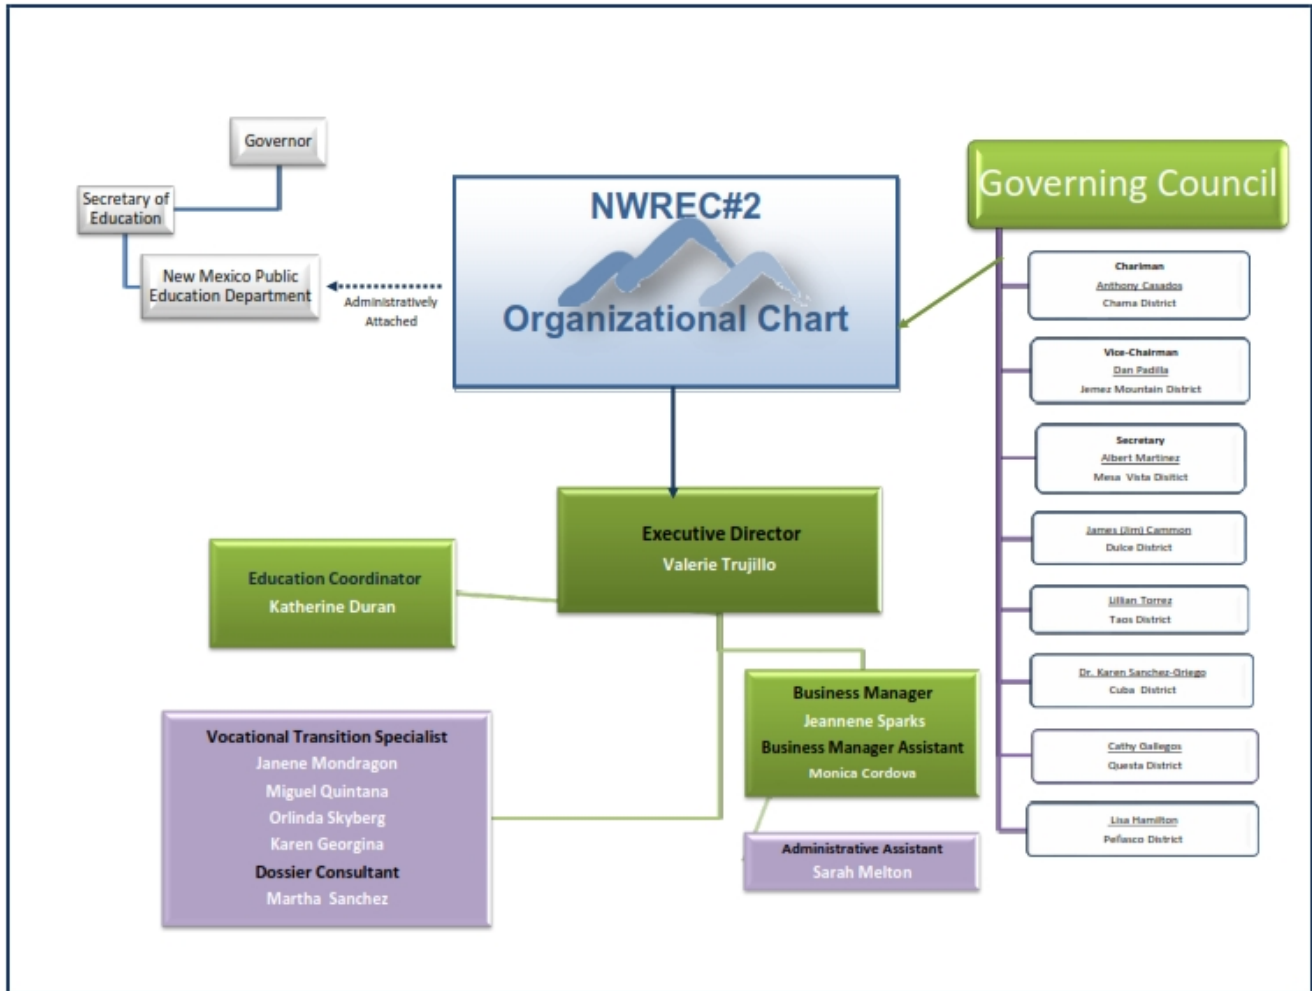 Governor
Secretary of
Education
New Mexico Public
Education Department
Administratively
Attached
NWREC#2
Organizational Chart
Governing Council
Chariman
Anthony Casados
Chama District
Vice-Chairman
Dan Padilla
Jemez Mountain District
Secretary
Albert Martinez
Mesa Vista Disitict
James (Jim) Cammon
Dulce District
Lillian Torrez
Taos District
Dr. Karen Sanchez-Griego
Cuba District
Cathy Gallegos
Questa District
Lisa Hamilton
Peñasco District
Executive Director
Valerie Trujillo
Education Coordinator
Katherine Duran
Business Manager
Jeannene Sparks
Business Manager Assistant
Monica Cordova
Administrative Assistant
Sarah Melton
Vocational Transition Specialist
Janene Mondragon
Miguel Quintana
Orlinda Skyberg
Karen Georgina
Dossier Consultant
Martha Sanchez